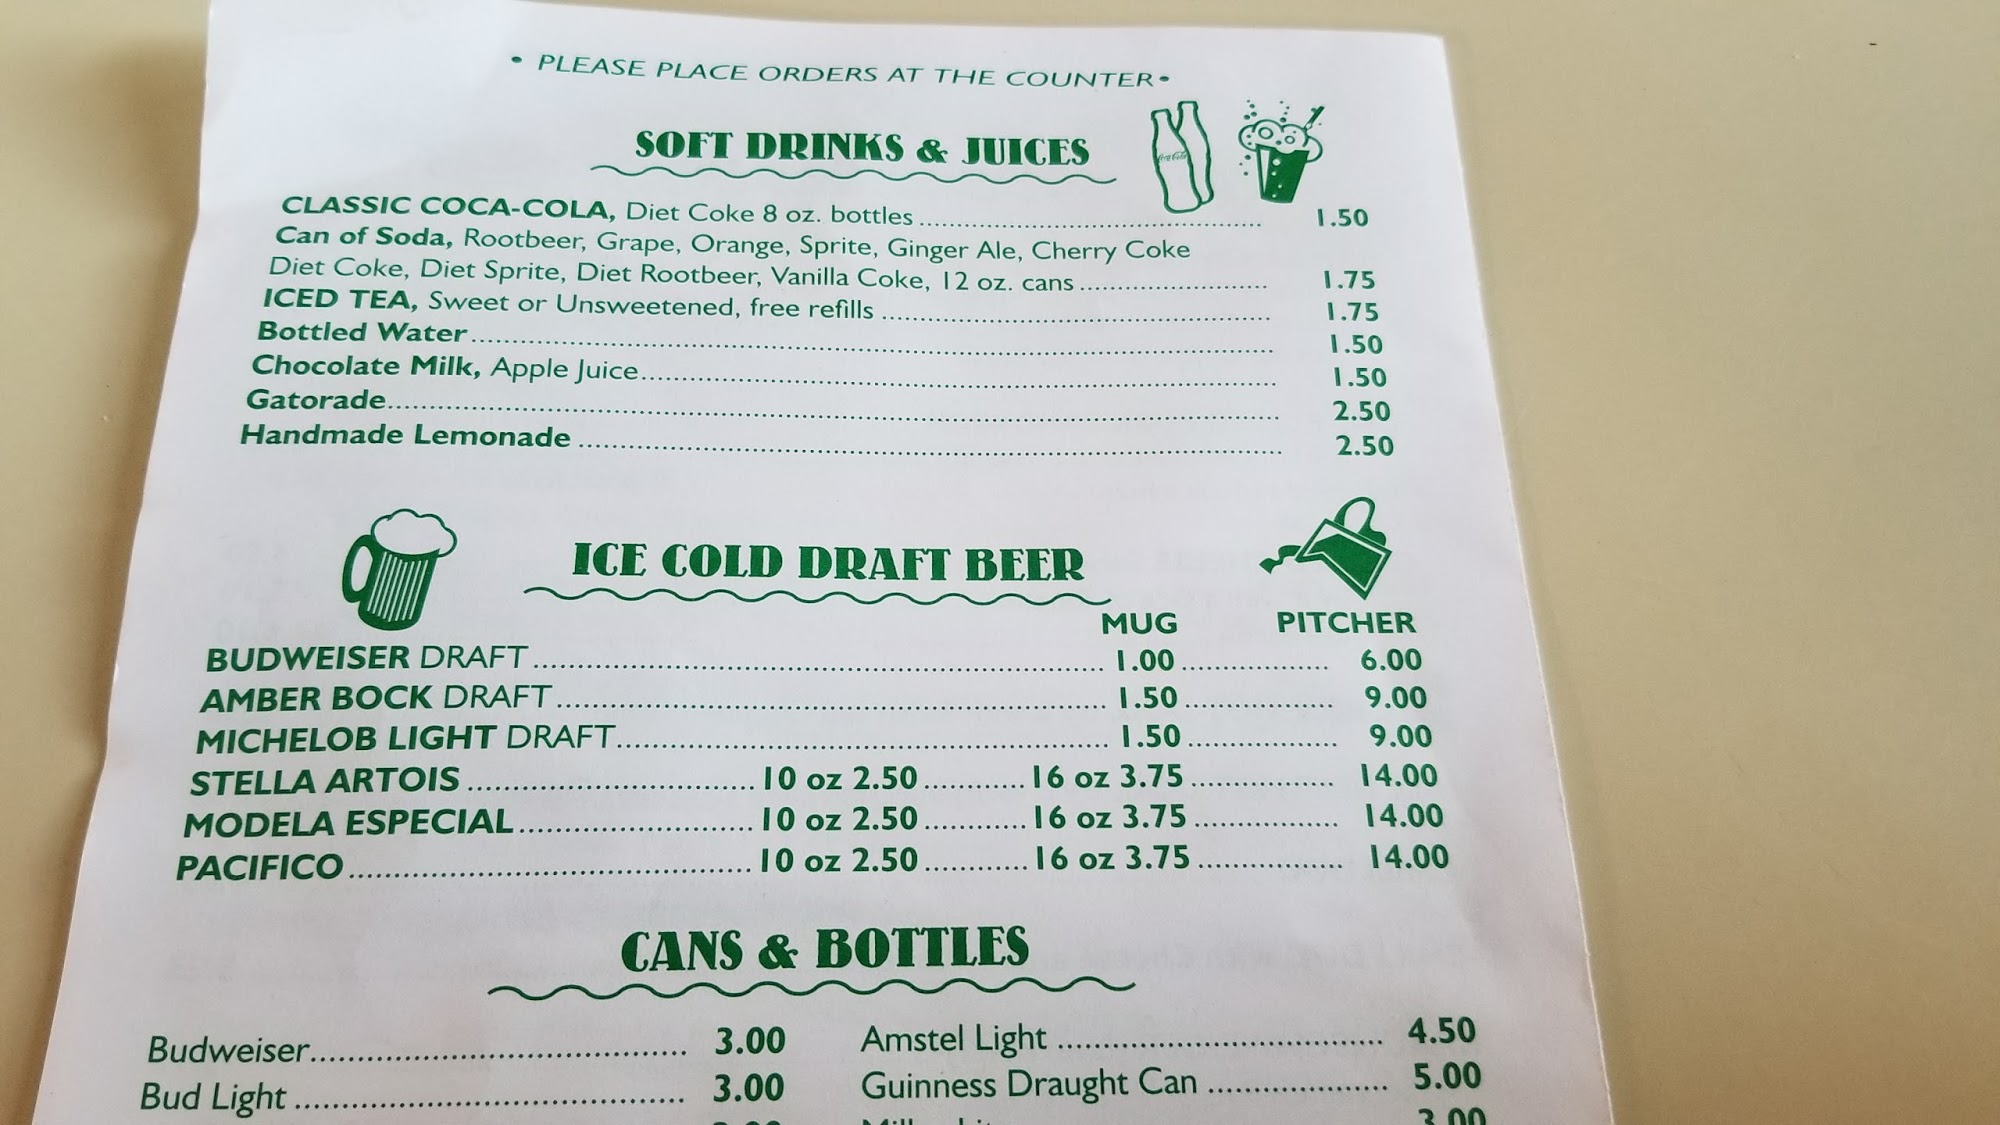 • PLEASE PLACE ORDERS AT THE COUNTER •
SOFT DRINKS & JUICES
Coca-Cola
CLASSIC COCA-COLA, Diet Coke 8 oz. bottles 1.50
Can of Soda, Rootbeer, Grape, Orange, Sprite, Ginger Ale, Cherry Coke
Diet Coke, Diet Sprite, Diet Rootbeer, Vanilla Coke, 12 oz. cans 1.75
ICED TEA, Sweet or Unsweetened, free refills 1.75
Bottled Water 1.50
Chocolate Milk, Apple Juice 1.50
Gatorade 2.50
Handmade Lemonade 2.50
ICE COLD DRAFT BEER
MUG PITCHER
BUDWEISER DRAFT 1.00 6.00
AMBER BOCK DRAFT 1.50 9.00
MICHELOB LIGHT DRAFT 1.50 9.00
STELLA ARTOIS 10 oz 2.50 16 oz 3.75 14.00
MODELA ESPECIAL 10 oz 2.50 16 oz 3.75 14.00
PACIFICO 10 oz 2.50 16 oz 3.75 14.00
CANS & BOTTLES
Budweiser 3.00 Amstel Light 4.50
Bud Light 3.00 Guinness Draught Can 5.00
3.00